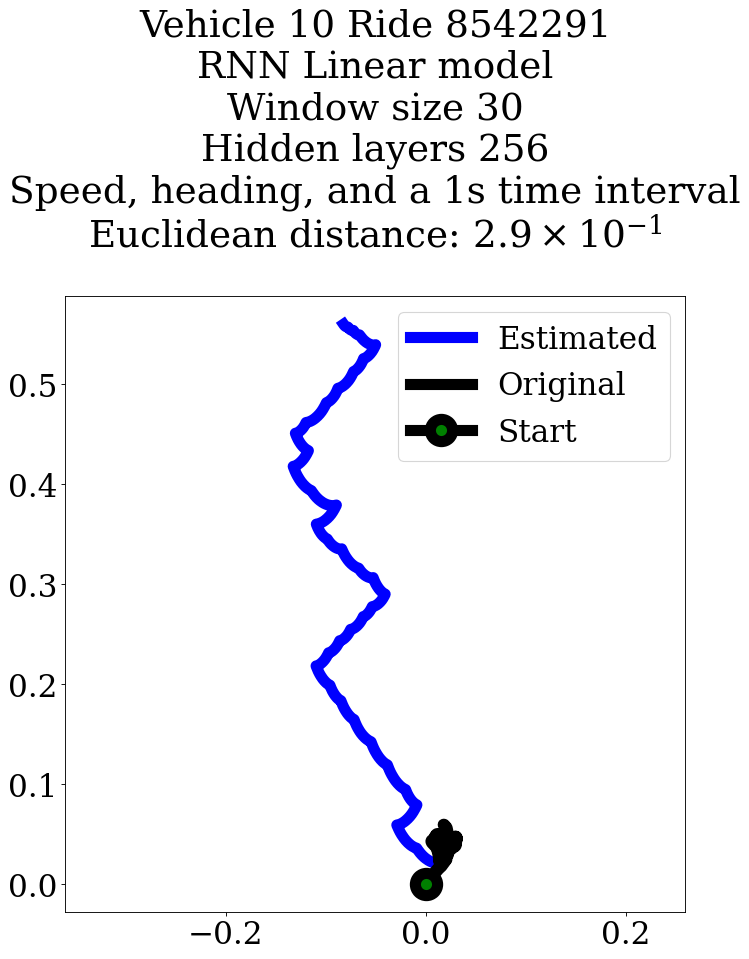 Vehicle 10 Ride 8542291
RNN Linear model
Window size 30
Hidden layers 256
Speed, heading, and a 1s time interval
Euclidean distance: 2.9 × 10⁻¹
Estimated
Original
Start
0.5
0.4
0.3
0.2
0.1
0.0
−0.2 0.0 0.2